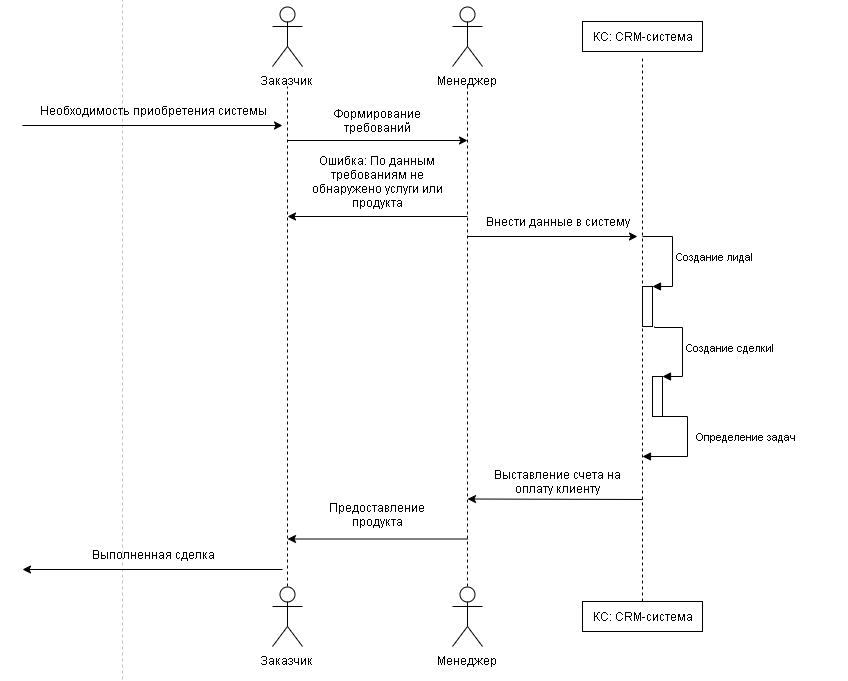 КС: CRM-система
Заказчик
Менеджер
Необходимость приобретения системы
Формирование
требований
Ошибка: По данным
требованиям не
обнаружено услуги или
продукта
Внести данные в систему
Создание лидаl
Создание сделкиl
Определение задач
Выставление счета на
оплату клиенту
Предоставление
продукта
Выполненная сделка
КС: CRM-система
Заказчик
Менеджер